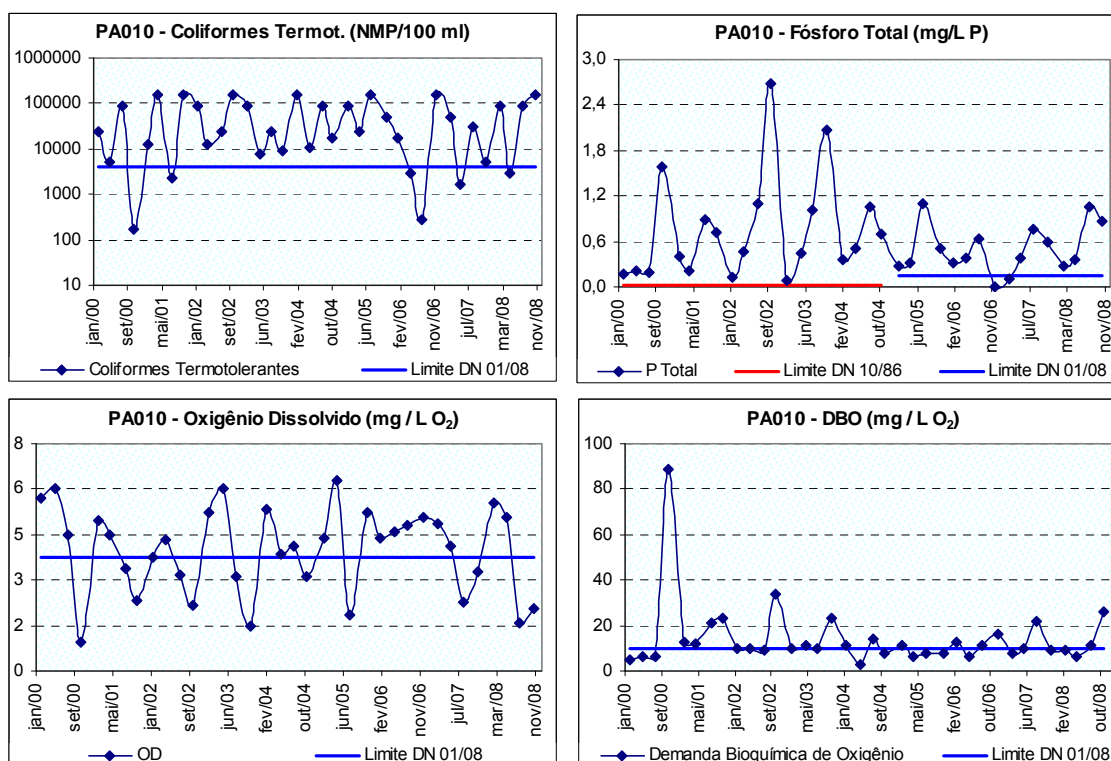 PA010 - Coliformes Termot. (NMP/100 ml)
1000000
100000
10000
1000
100
10
jan/00
set/00
mai/01
jan/02
set/02
jun/03
fev/04
out/04
jun/05
fev/06
nov/06
jul/07
mar/08
nov/08
Coliformes Termotolerantes
Limite DN 01/08
PA010 - Fósforo Total (mg/L P)
3,0
2,4
1,8
1,2
0,6
0,0
jan/00
set/00
mai/01
jan/02
set/02
jun/03
fev/04
out/04
jun/05
fev/06
nov/06
jul/07
mar/08
nov/08
P Total
Limite DN 10/86
Limite DN 01/08
PA010 - Oxigênio Dissolvido (mg / L O₂)
8
6
5
3
2
0
jan/00
set/00
mai/01
jan/02
set/02
jun/03
fev/04
out/04
jun/05
fev/06
nov/06
jul/07
mar/08
nov/08
OD
Limite DN 01/08
PA010 - DBO (mg / L O₂)
100
80
60
40
20
0
jan/00
set/00
mai/01
jan/02
set/02
mai/03
jan/04
set/04
jun/05
fev/06
out/06
jun/07
fev/08
out/08
Demanda Bioquímica de Oxigênio
Limite DN 01/08